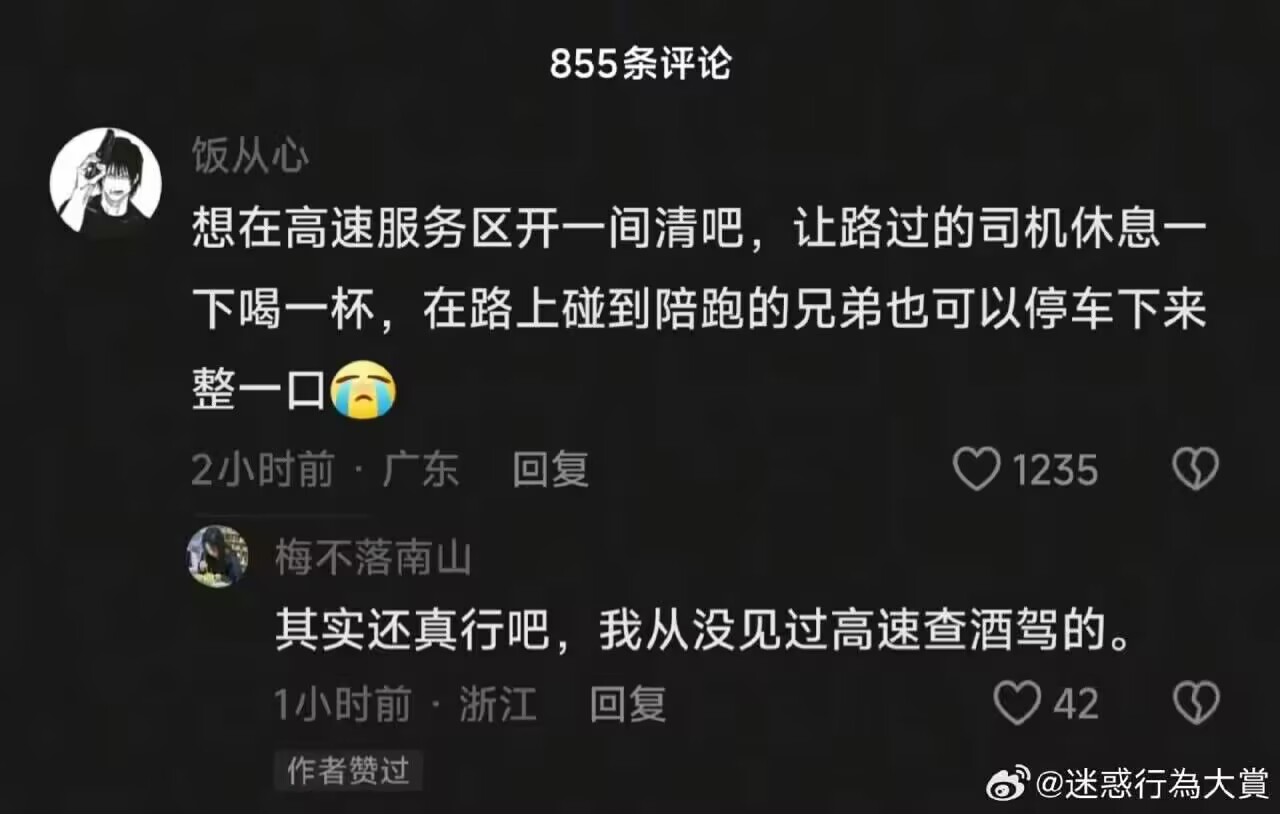 855条评论
饭从心
想在高速服务区开一间清吧，让路过的司机休息一
下喝一杯，在路上碰到陪跑的兄弟也可以停车下来
整一口😭
2小时前 · 广东 回复 1235
梅不落南山
其实还真行吧，我从没见过高速查酒驾的。
1小时前 · 浙江 回复 42
作者赞过
@迷惑行為大賞